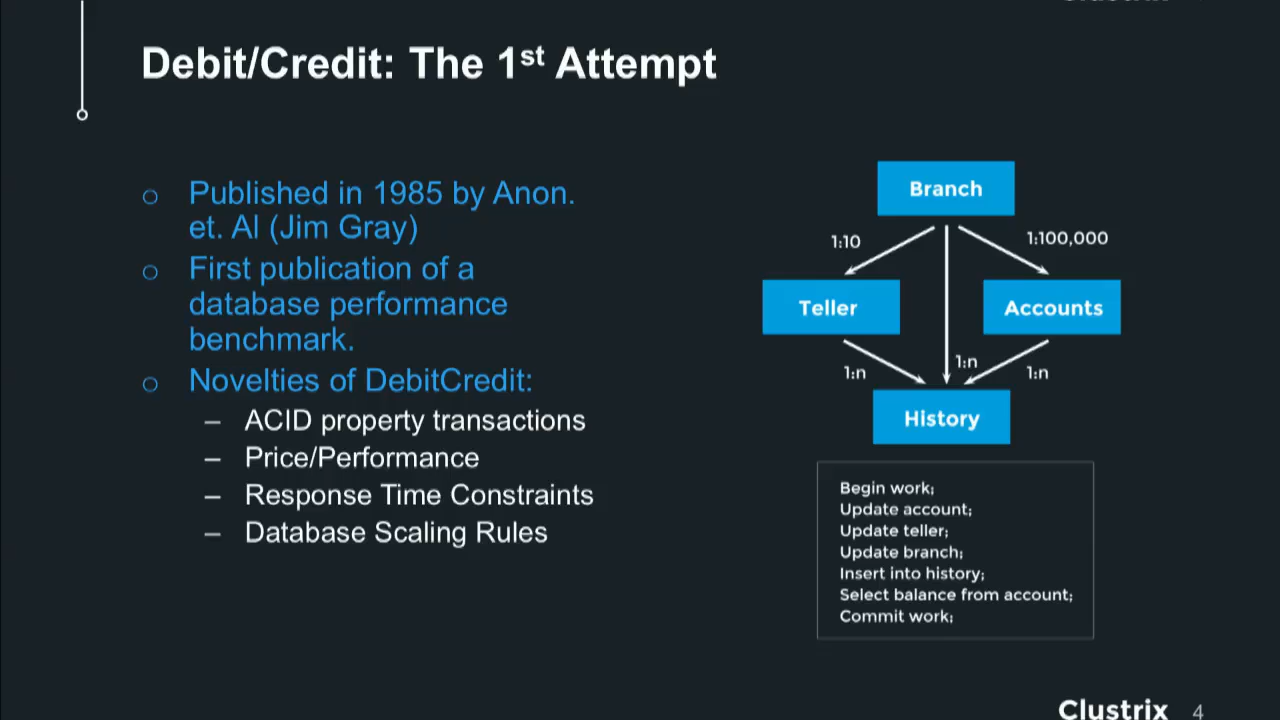 Debit/Credit: The 1st Attempt
o Published in 1985 by Anon.
et. Al (Jim Gray)
o First publication of a
database performance
benchmark.
o Novelties of DebitCredit:
– ACID property transactions
– Price/Performance
– Response Time Constraints
– Database Scaling Rules
Branch
1:10
1:100,000
Teller
Accounts
1:n
1:n
1:n
History
Begin work;
Update account;
Update teller;
Update branch;
Insert into history;
Select balance from account;
Commit work;
Clustrix 4